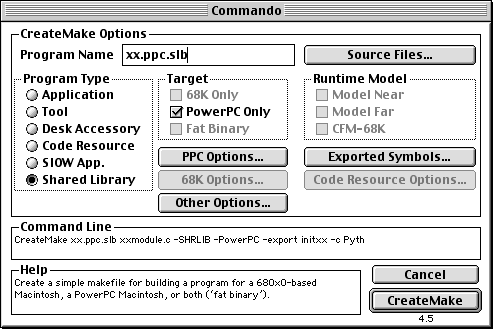 Commando
CreateMake Options
Program Name xx.ppc.slb Source Files...
Program Type Target Runtime Model
Application 68K Only Model Near
Tool PowerPC Only Model Far
Desk Accessory Fat Binary CFM-68K
Code Resource
SIOW App. PPC Options... Exported Symbols...
Shared Library 68K Options... Code Resource Options...
Other Options...
Command Line
CreateMake xx.ppc.slb xxmodule.c -SHRLIB -PowerPC -export initxx -c Pyth
Help
Create a simple makefile for building a program for a 680x0-based
Macintosh, a PowerPC Macintosh, or both ('fat binary').
Cancel
CreateMake
4.5